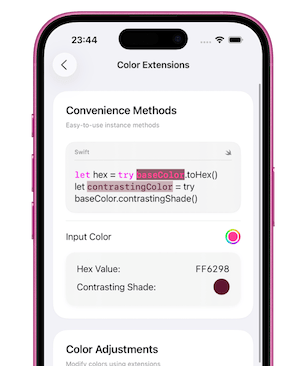 23:44
Color Extensions
Convenience Methods
Easy-to-use instance methods
Swift
let hex = try baseColor.toHex()
let contrastingColor = try
baseColor.contrastingShade()
Input Color
Hex Value: FF6298
Contrasting Shade:
Color Adjustments
Modify colors using extensions